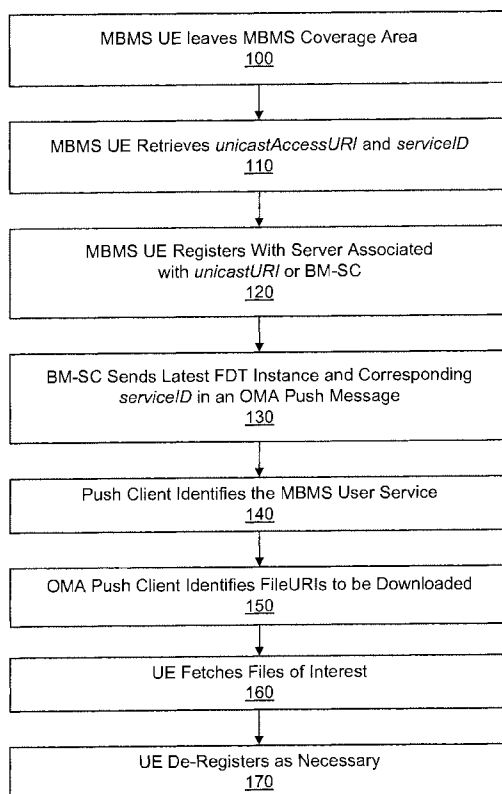 MBMS UE leaves MBMS Coverage Area
100
MBMS UE Retrieves unicastAccessURI and serviceID
110
MBMS UE Registers With Server Associated
with unicastURI or BM-SC
120
BM-SC Sends Latest FDT Instance and Corresponding
serviceID in an OMA Push Message
130
Push Client Identifies the MBMS User Service
140
OMA Push Client Identifies FileURIs to be Downloaded
150
UE Fetches Files of Interest
160
UE De-Registers as Necessary
170